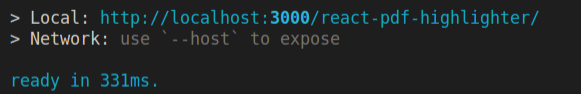 > Local: http://localhost:3000/react-pdf-highlighter/
> Network: use `--host` to expose
ready in 331ms.